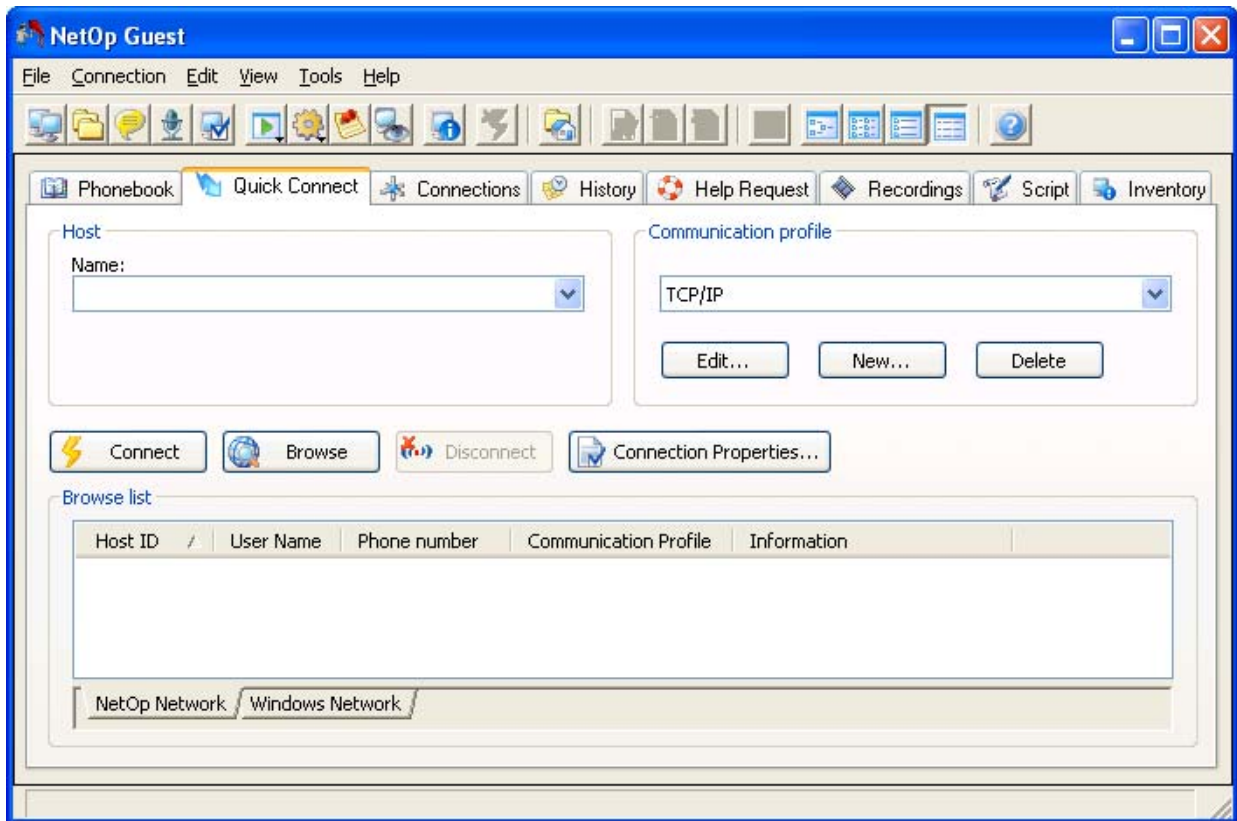 NetOp Guest
File Connection Edit View Tools Help
Phonebook Quick Connect Connections History Help Request Recordings Script Inventory
Host Communication profile
Name:
TCP/IP
Edit... New... Delete
Connect Browse Disconnect Connection Properties...
Browse list
Host ID User Name Phone number Communication Profile Information
NetOp Network Windows Network